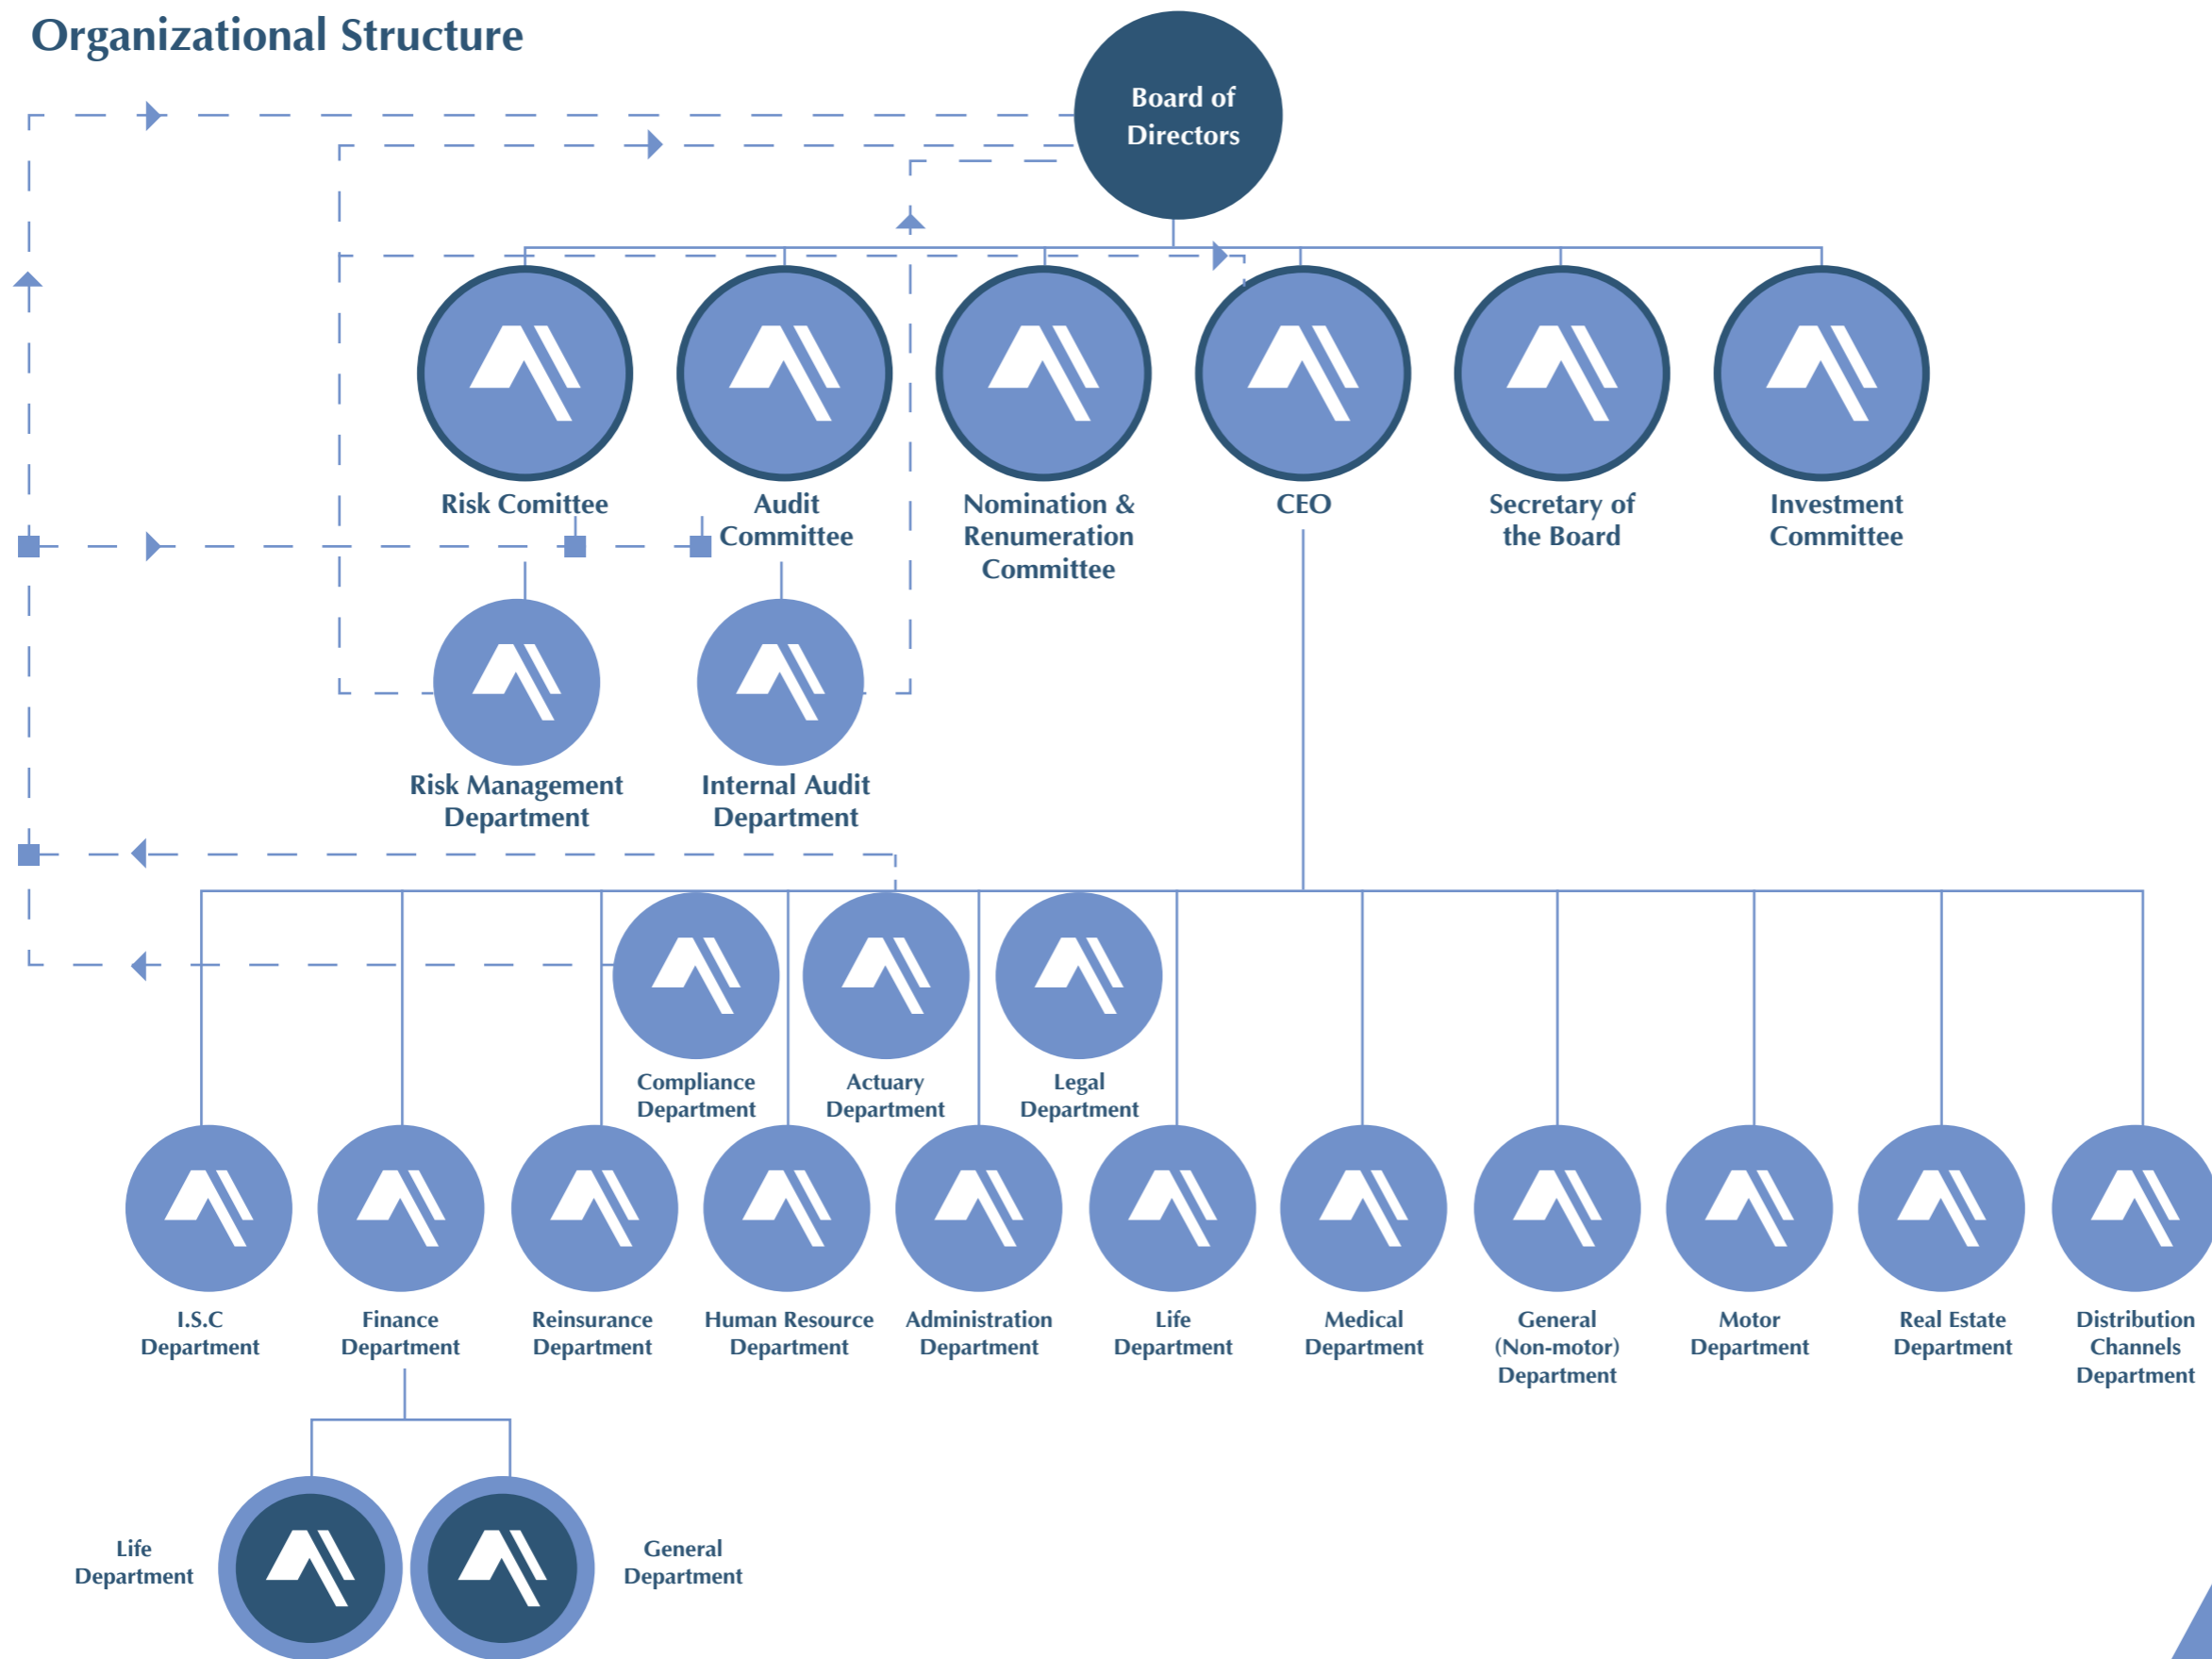 Organizational Structure
Board of
Directors
Risk Comittee
Audit
Committee
Nomination &
Renumeration
Committee
CEO
Secretary of
the Board
Investment
Committee
Risk Management
Department
Internal Audit
Department
Compliance
Department
Actuary
Department
Legal
Department
I.S.C
Department
Finance
Department
Reinsurance
Department
Human Resource
Department
Administration
Department
Life
Department
Medical
Department
General
(Non-motor)
Department
Motor
Department
Real Estate
Department
Distribution
Channels
Department
Life
Department
General
Department